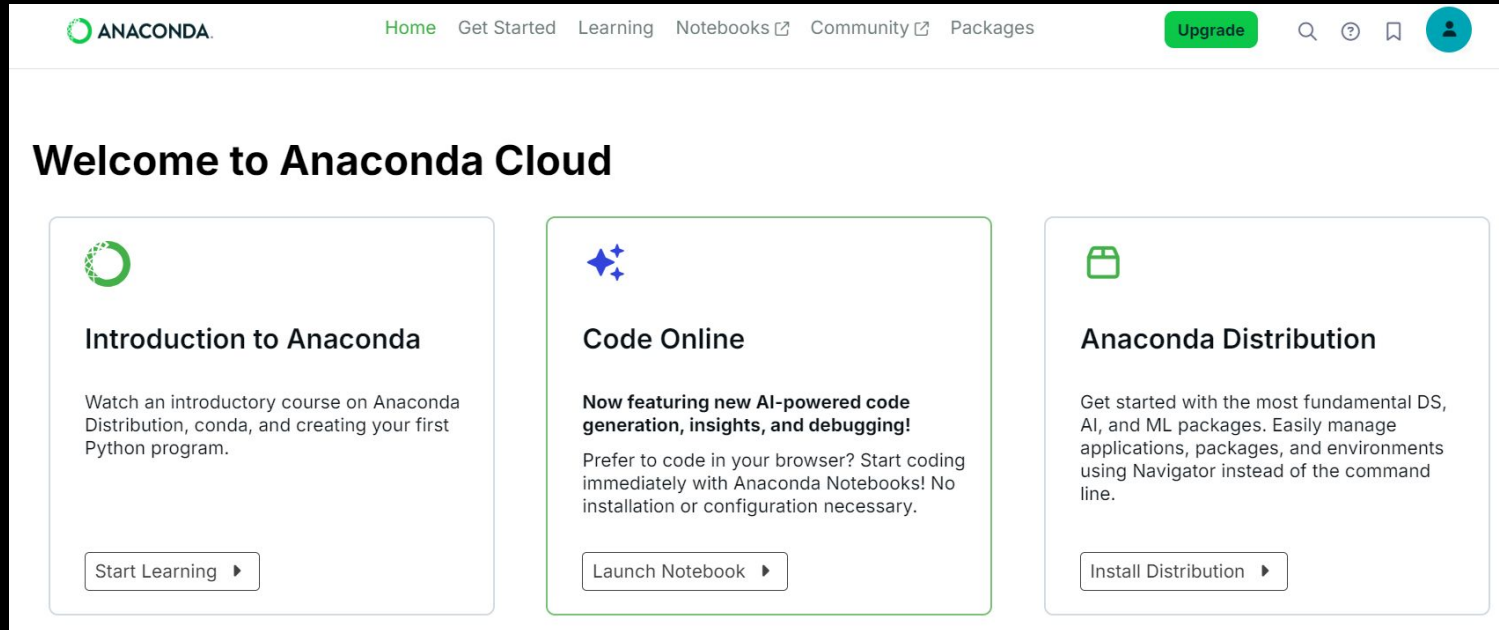 ANACONDA.
Home Get Started Learning Notebooks Community Packages
Upgrade
Welcome to Anaconda Cloud
Introduction to Anaconda
Watch an introductory course on Anaconda
Distribution, conda, and creating your first
Python program.
Start Learning
Code Online
Now featuring new AI-powered code
generation, insights, and debugging!
Prefer to code in your browser? Start coding
immediately with Anaconda Notebooks! No
installation or configuration necessary.
Launch Notebook
Anaconda Distribution
Get started with the most fundamental DS,
AI, and ML packages. Easily manage
applications, packages, and environments
using Navigator instead of the command
line.
Install Distribution